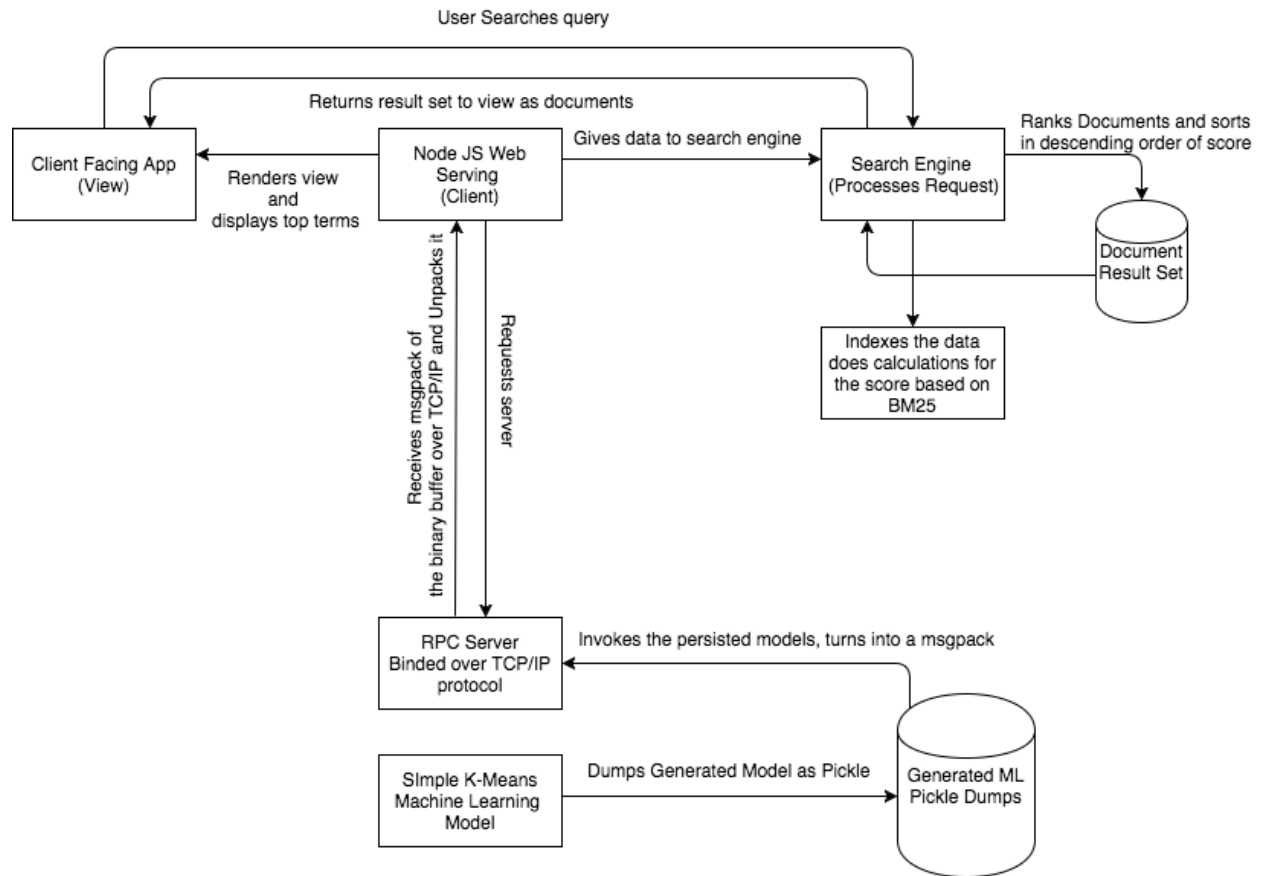 User Searches query
Returns result set to view as documents
Client Facing App
(View)
Renders view
and
displays top terms
Node JS Web
Serving
(Client)
Gives data to search engine
Search Engine
(Processes Request)
Ranks Documents and sorts
in descending order of score
Document
Result Set
Indexes the data
does calculations for
the score based on
BM25
Receives msgpack of
the binary buffer over TCP/IP and Unpacks it
Requests server
RPC Server
Binded over TCP/IP
protocol
Invokes the persisted models, turns into a msgpack
SImple K-Means
Machine Learning
Model
Dumps Generated Model as Pickle
Generated ML
Pickle Dumps